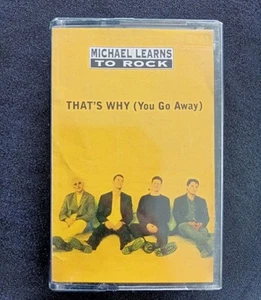 MICHAEL LEARNS
TO ROCK
THAT'S WHY (You Go Away)